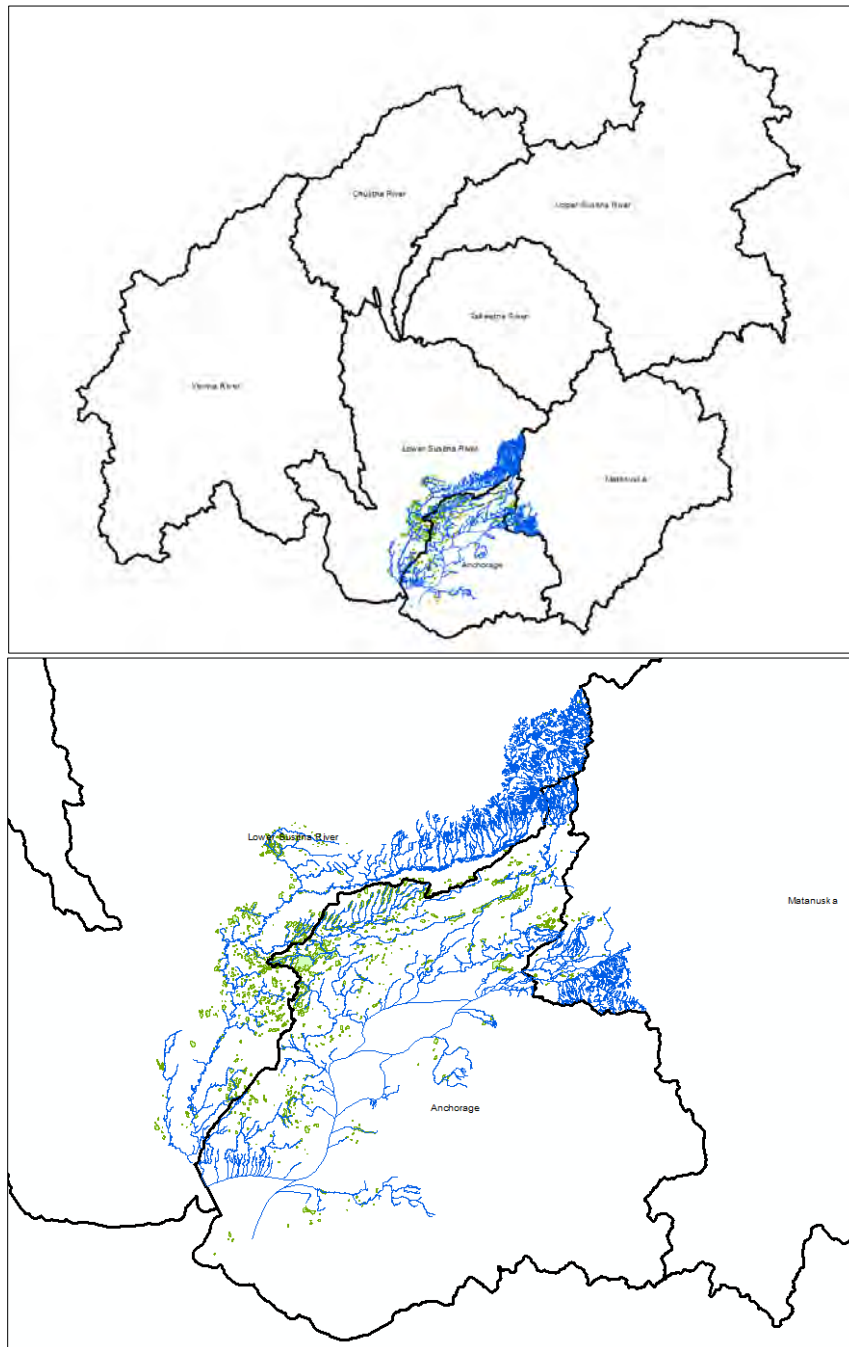 Chulitna River
Upper Susitna River
Talkeetna River
Yentna River
Lower Susitna River
Matanuska
Anchorage
Lower Susitna River
Matanuska
Anchorage